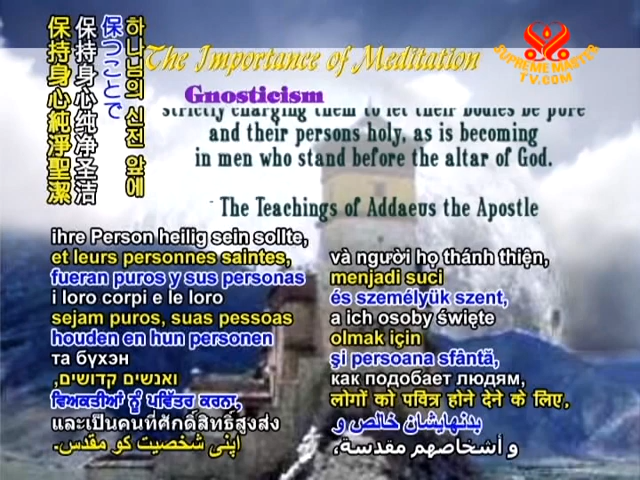 保持身心純淨聖潔
保持身心纯净圣洁
保つことで
하나님의 신전 앞에
The Importance of Meditation
SUPREME MASTER
TV.COM
Gnosticism
strictly charging them to let their bodies be pure
and their persons holy, as is becoming
in men who stand before the altar of God.
- The Teachings of Addaeus the Apostle
ihre Person heilig sein sollte,
et leurs personnes saintes,
fueran puros y sus personas
i loro corpi e le loro
sejam puros, suas pessoas
houden en hun personen
та бүхэн
ואנשים קדושים,
ਵਿਅਕਤੀਆਂ ਨੂੰ ਪਵਿੱਤਰ ਕਰਨਾ,
และเป็นคนที่ศักดิ์สิทธิ์สูงส่ง
اپنی شخصیت کو مقدس.
và người họ thánh thiện,
menjadi suci
és személyük szent,
a ich osoby święte
olmak için
şi persoana sfântă,
как подобает людям,
लोगों को पवित्र होने देने के लिए,
بدنهایشان خالص و
و أشخاصهم مقدسة،